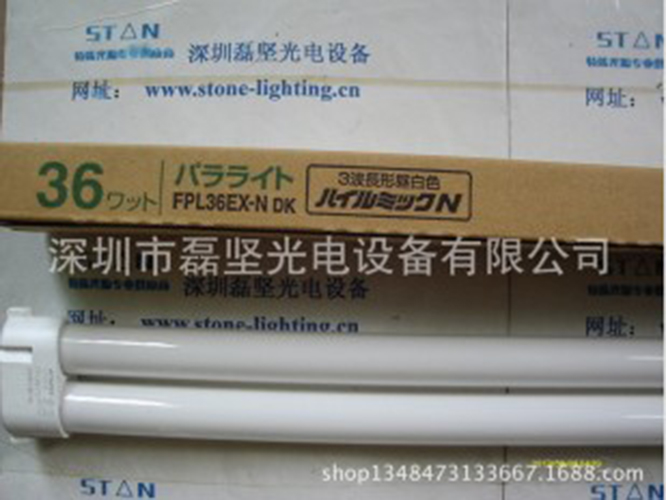 STAN
深圳磊坚光电设备
网址： www.stone-lighting.cn
STAN
网址：
36ワット
パラライト
FPL36EX-N DK
3波長形昼白色
ハイルミックN
深圳市磊坚光电设备有限公司
深圳磊坚光电设备
网址： www.stone-lighting.cn
STAN
网址：
shop1348473133667.1688.com
STAN
STAN